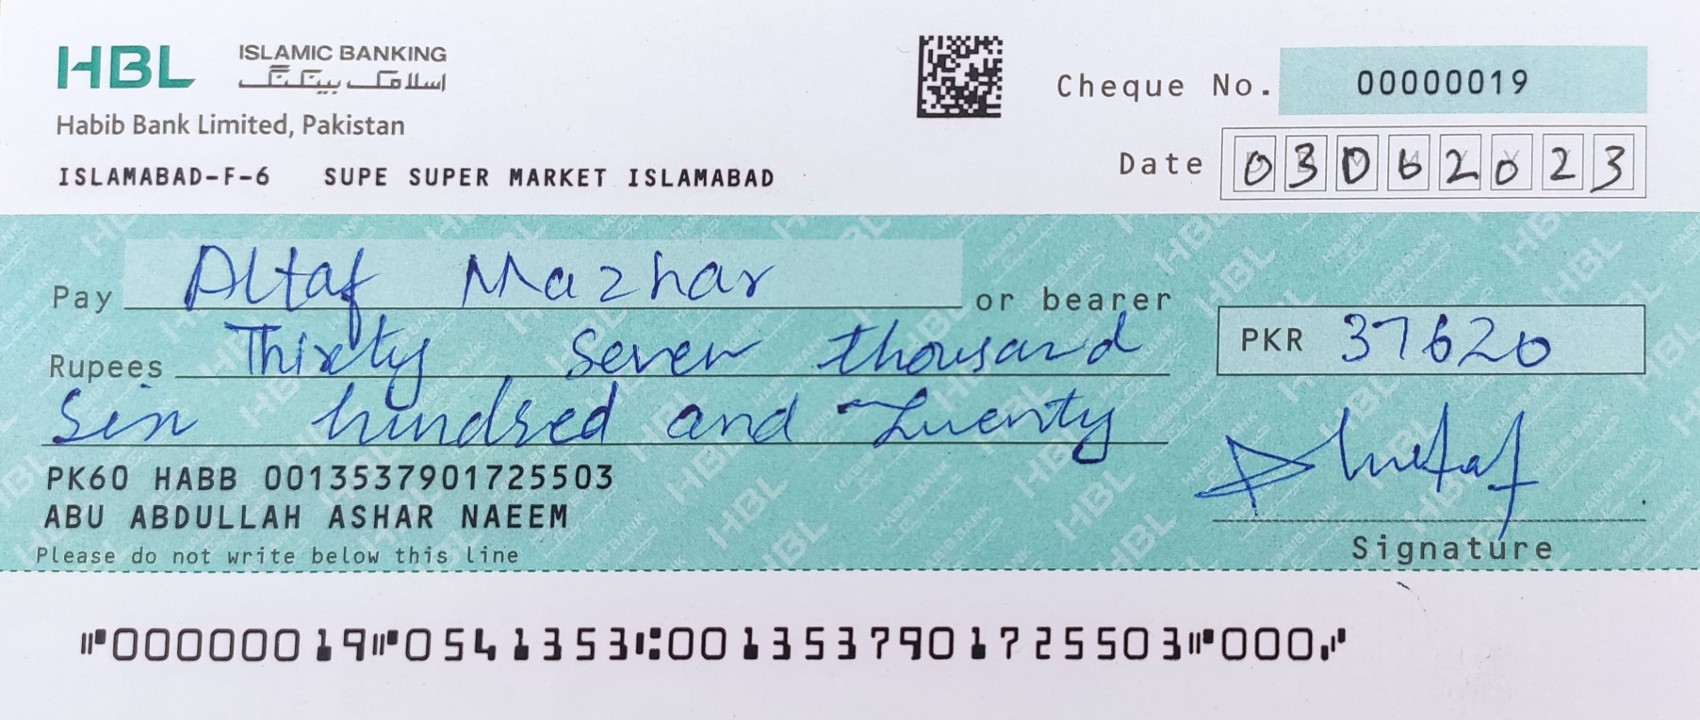 HBL ISLAMIC BANKING
اسلامک بینکنگ
Habib Bank Limited, Pakistan
ISLAMABAD-F-6 SUPE SUPER MARKET ISLAMABAD
Cheque No. 00000019
Date 03062023
Pay Altaf Mazhar or bearer
Rupees Thirty Seven thousand
Six hundred and Twenty
PKR 37620
PK60 HABB 0013537901725503
ABU ABDULLAH ASHAR NAEEM
Please do not write below this line
Signature
⑈00000019⑈0541353⑆0013537901725503⑈000⑇